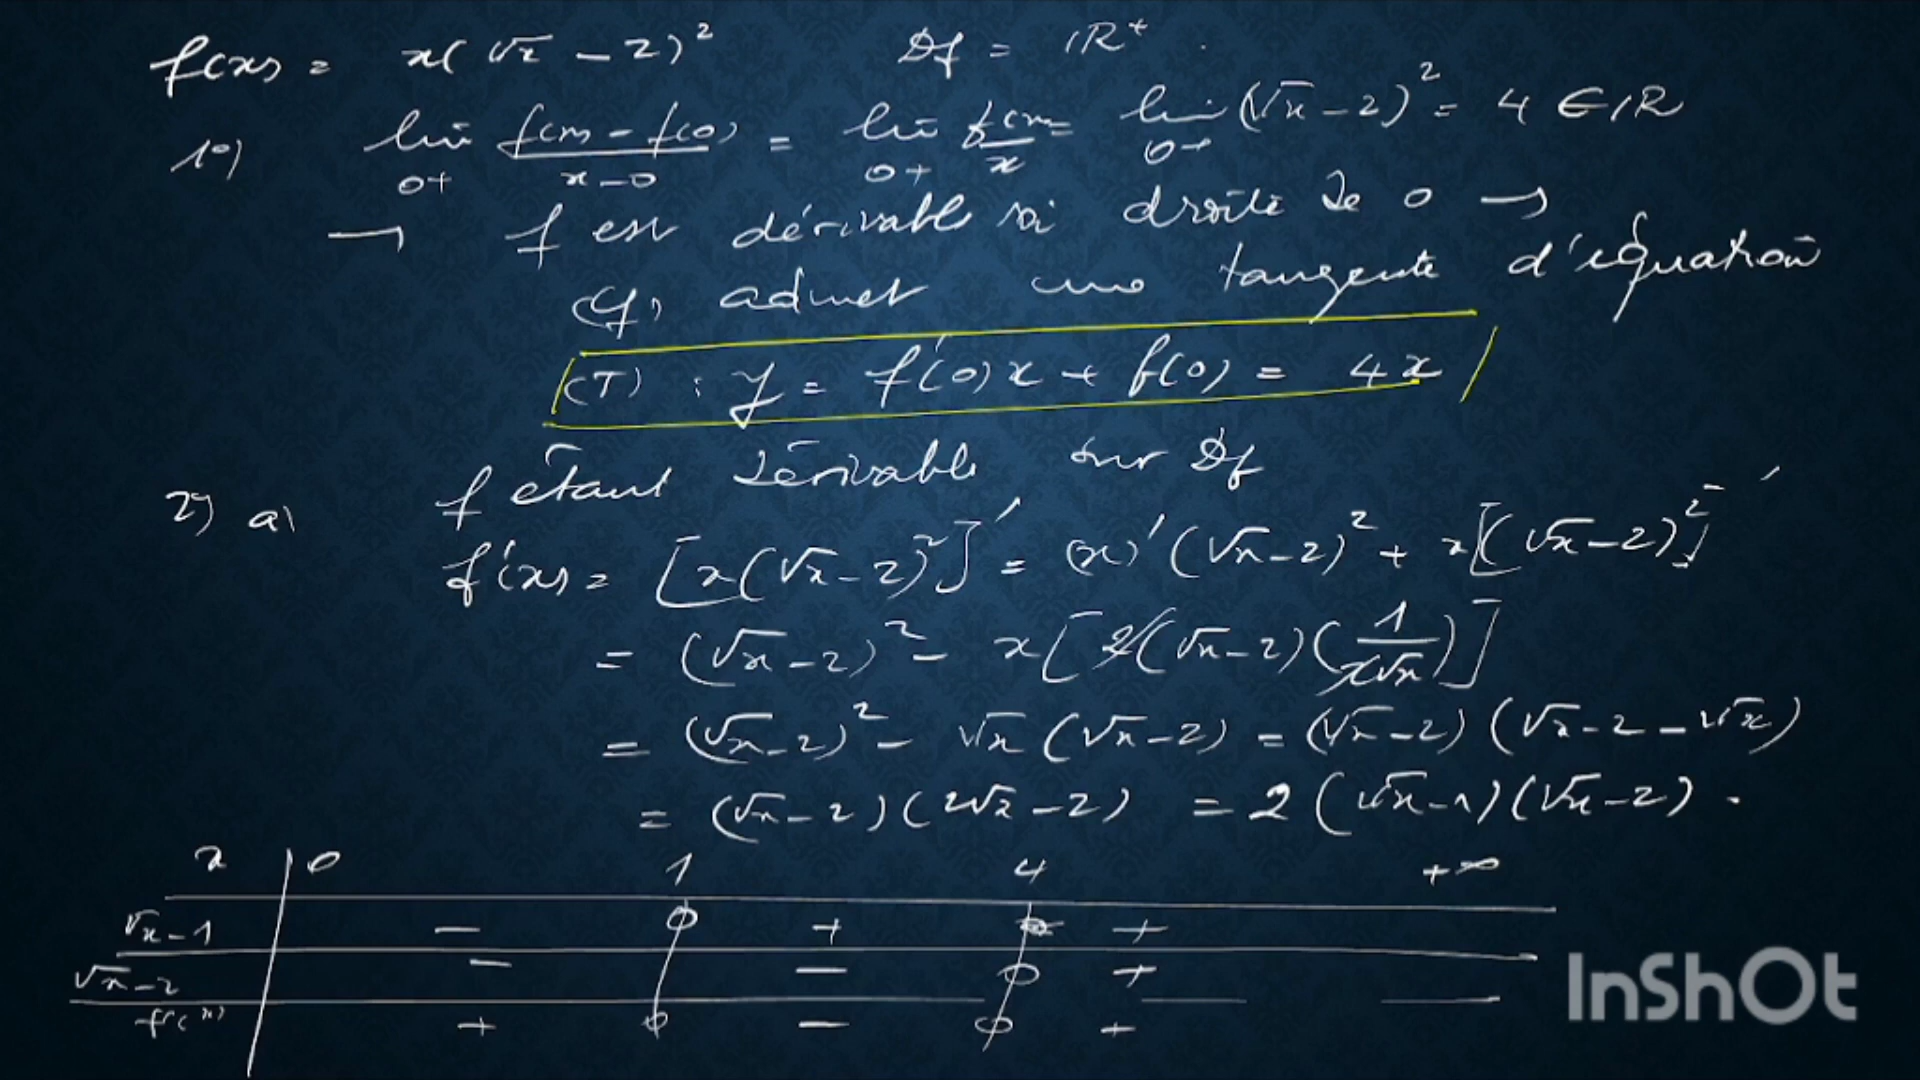 f(x) = x(√x - 2)² Df = ℝ⁺.
1°) lim 0+ (f(x) - f(0))/(x - 0) = lim 0+ f(x)/x = lim 0+ (√x - 2)² = 4 ∈ ℝ
→ f est dérivable à droite de 0 →
(Cf) admet une tangente d'équation
(T) : y = f'(0)x + f(0) = 4x
2) a) f étant dérivable sur Df
f'(x) = [x(√x - 2)²]' = (x)'(√x - 2)² + x[(√x - 2)²]'
= (√x - 2)² - x[2(√x - 2)(1/(2√x))]
= (√x - 2)² - √x(√x - 2) = (√x - 2)(√x - 2 - √x)
= (√x - 2)(2√x - 2) = 2(√x - 1)(√x - 2).
x 0 1 4 +∞
√x - 1 - 0 + +
√x - 2 - - 0 +
f'(x) + 0 - 0 +
InShOt